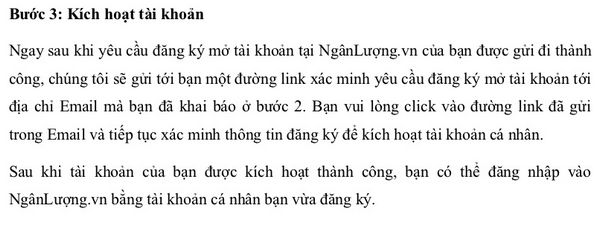 Bước 3: Kích hoạt tài khoản
Ngay sau khi yêu cầu đăng ký mở tài khoản tại NgânLượng.vn của bạn được gửi đi thành
công, chúng tôi sẽ gửi tới bạn một đường link xác minh yêu cầu đăng ký mở tài khoản tới
địa chỉ Email mà bạn đã khai báo ở bước 2. Bạn vui lòng click vào đường link đã gửi
trong Email và tiếp tục xác minh thông tin đăng ký để kích hoạt tài khoản cá nhân.
Sau khi tài khoản của bạn được kích hoạt thành công, bạn có thể đăng nhập vào
NgânLượng.vn bằng tài khoản cá nhân bạn vừa đăng ký.